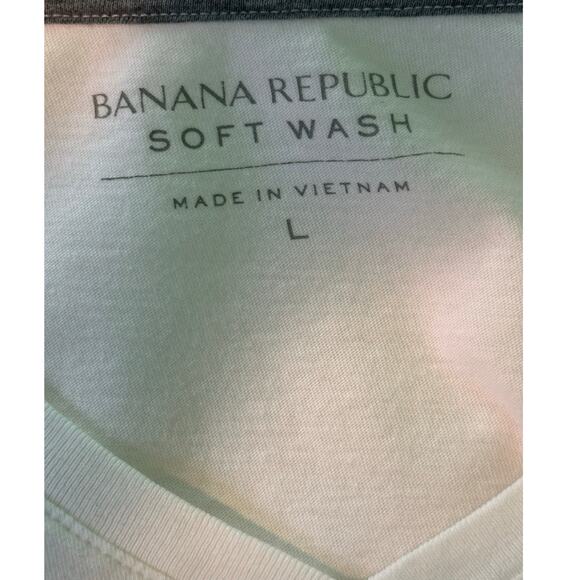 BANANA REPUBLIC
SOFT WASH
MADE IN VIETNAM
L